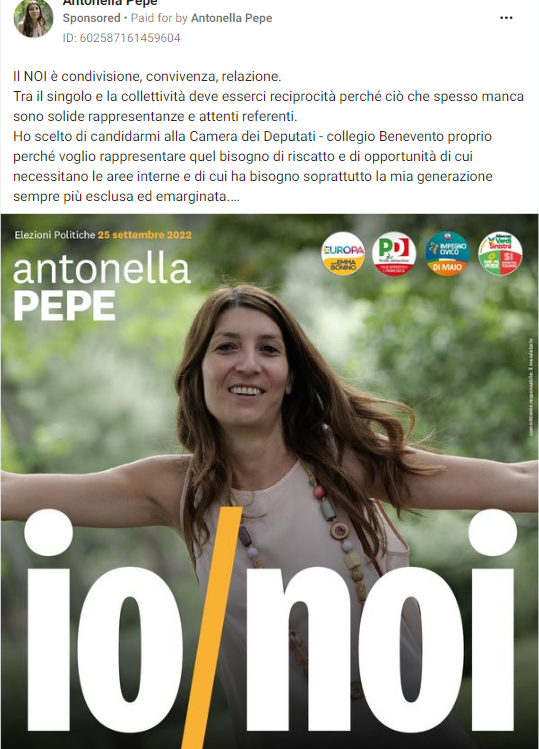 Antonella Pepe
Sponsored • Paid for by Antonella Pepe
ID: 602587161459604
Il NOI è condivisione, convivenza, relazione.
Tra il singolo e la collettività deve esserci reciprocità perché ciò che spesso manca
sono solide rappresentanze e attenti referenti.
Ho scelto di candidarmi alla Camera dei Deputati - collegio Benevento proprio
perché voglio rappresentare quel bisogno di riscatto e di opportunità di cui
necessitano le aree interne e di cui ha bisogno soprattutto la mia generazione
sempre più esclusa ed emarginata....
Elezioni Politiche 25 settembre 2022
antonella
PEPE
EUROPA
EMMA
BONINO
PD
IMPEGNO
CIVICO
DI MAIO
Alleanza
Verdi
Sinistra
EUROPA
VERDE
SI
committente responsabile: il mandatario
io/noi